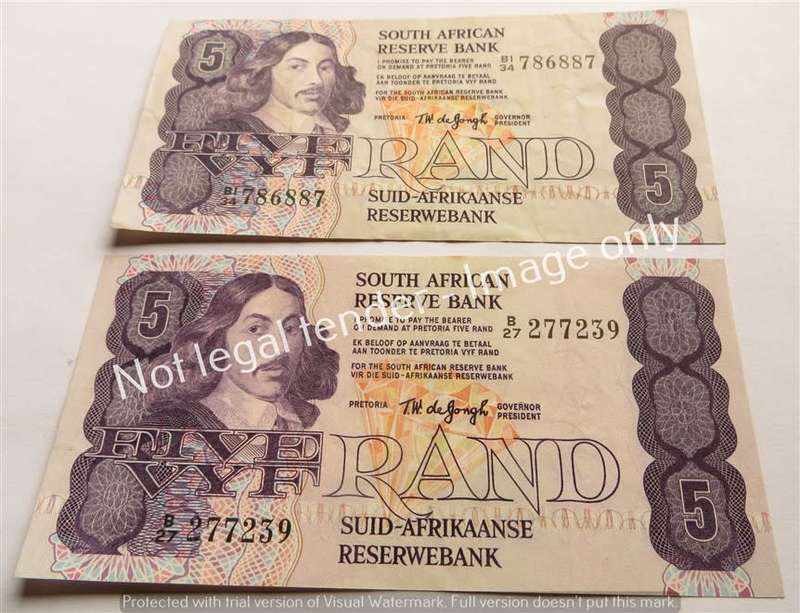 5
SOUTH AFRICAN
RESERVE BANK
I PROMISE TO PAY THE BEARER
ON DEMAND AT PRETORIA FIVE RAND
BI/34 786887
EK BELOOF OP AANVRAAG TE BETAAL
AAN TOONDER TE PRETORIA VYF RAND
FOR THE SOUTH AFRICAN RESERVE BANK
VIR DIE SUID-AFRIKAANSE RESERWEBANK
PRETORIA T.W. de Jongh GOVERNOR
PRESIDENT
FIVE
VYF RAND
5
BI/34 786887
SUID-AFRIKAANSE
RESERWEBANK
Not legal tender - Image only
5
SOUTH AFRICAN
RESERVE BANK
I PROMISE TO PAY THE BEARER
ON DEMAND AT PRETORIA FIVE RAND
B/27 277239
EK BELOOF OP AANVRAAG TE BETAAL
AAN TOONDER TE PRETORIA VYF RAND
FOR THE SOUTH AFRICAN RESERVE BANK
VIR DIE SUID-AFRIKAANSE RESERWEBANK
PRETORIA T.W. de Jongh GOVERNOR
PRESIDENT
FIVE
VYF RAND
5
B/27 277239
SUID-AFRIKAANSE
RESERWEBANK
Protected with trial version of Visual Watermark. Full version doesn't put this mark.